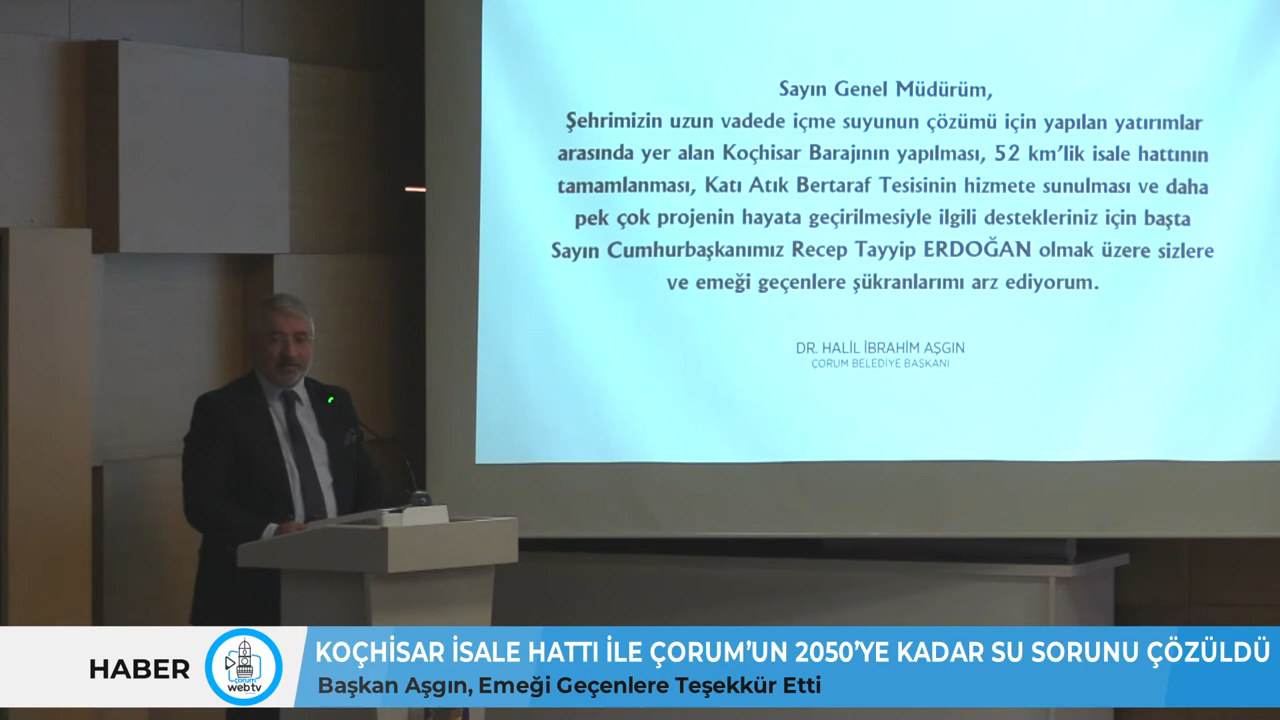 Sayın Genel Müdürüm,
Şehrimizin uzun vadede içme suyunun çözümü için yapılan yatırımlar
arasında yer alan Koçhisar Barajının yapılması, 52 km'lik isale hattının
tamamlanması, Katı Atık Bertaraf Tesisinin hizmete sunulması ve daha
pek çok projenin hayata geçirilmesiyle ilgili destekleriniz için başta
Sayın Cumhurbaşkanımız Recep Tayyip ERDOĞAN olmak üzere sizlere
ve emeği geçenlere şükranlarımı arz ediyorum.
DR. HALİL İBRAHİM AŞGIN
ÇORUM BELEDİYE BAŞKANI
HABER
çorum
web tv
KOÇHİSAR İSALE HATTI İLE ÇORUM'UN 2050'YE KADAR SU SORUNU ÇÖZÜLDÜ
Başkan Aşgın, Emeği Geçenlere Teşekkür Etti